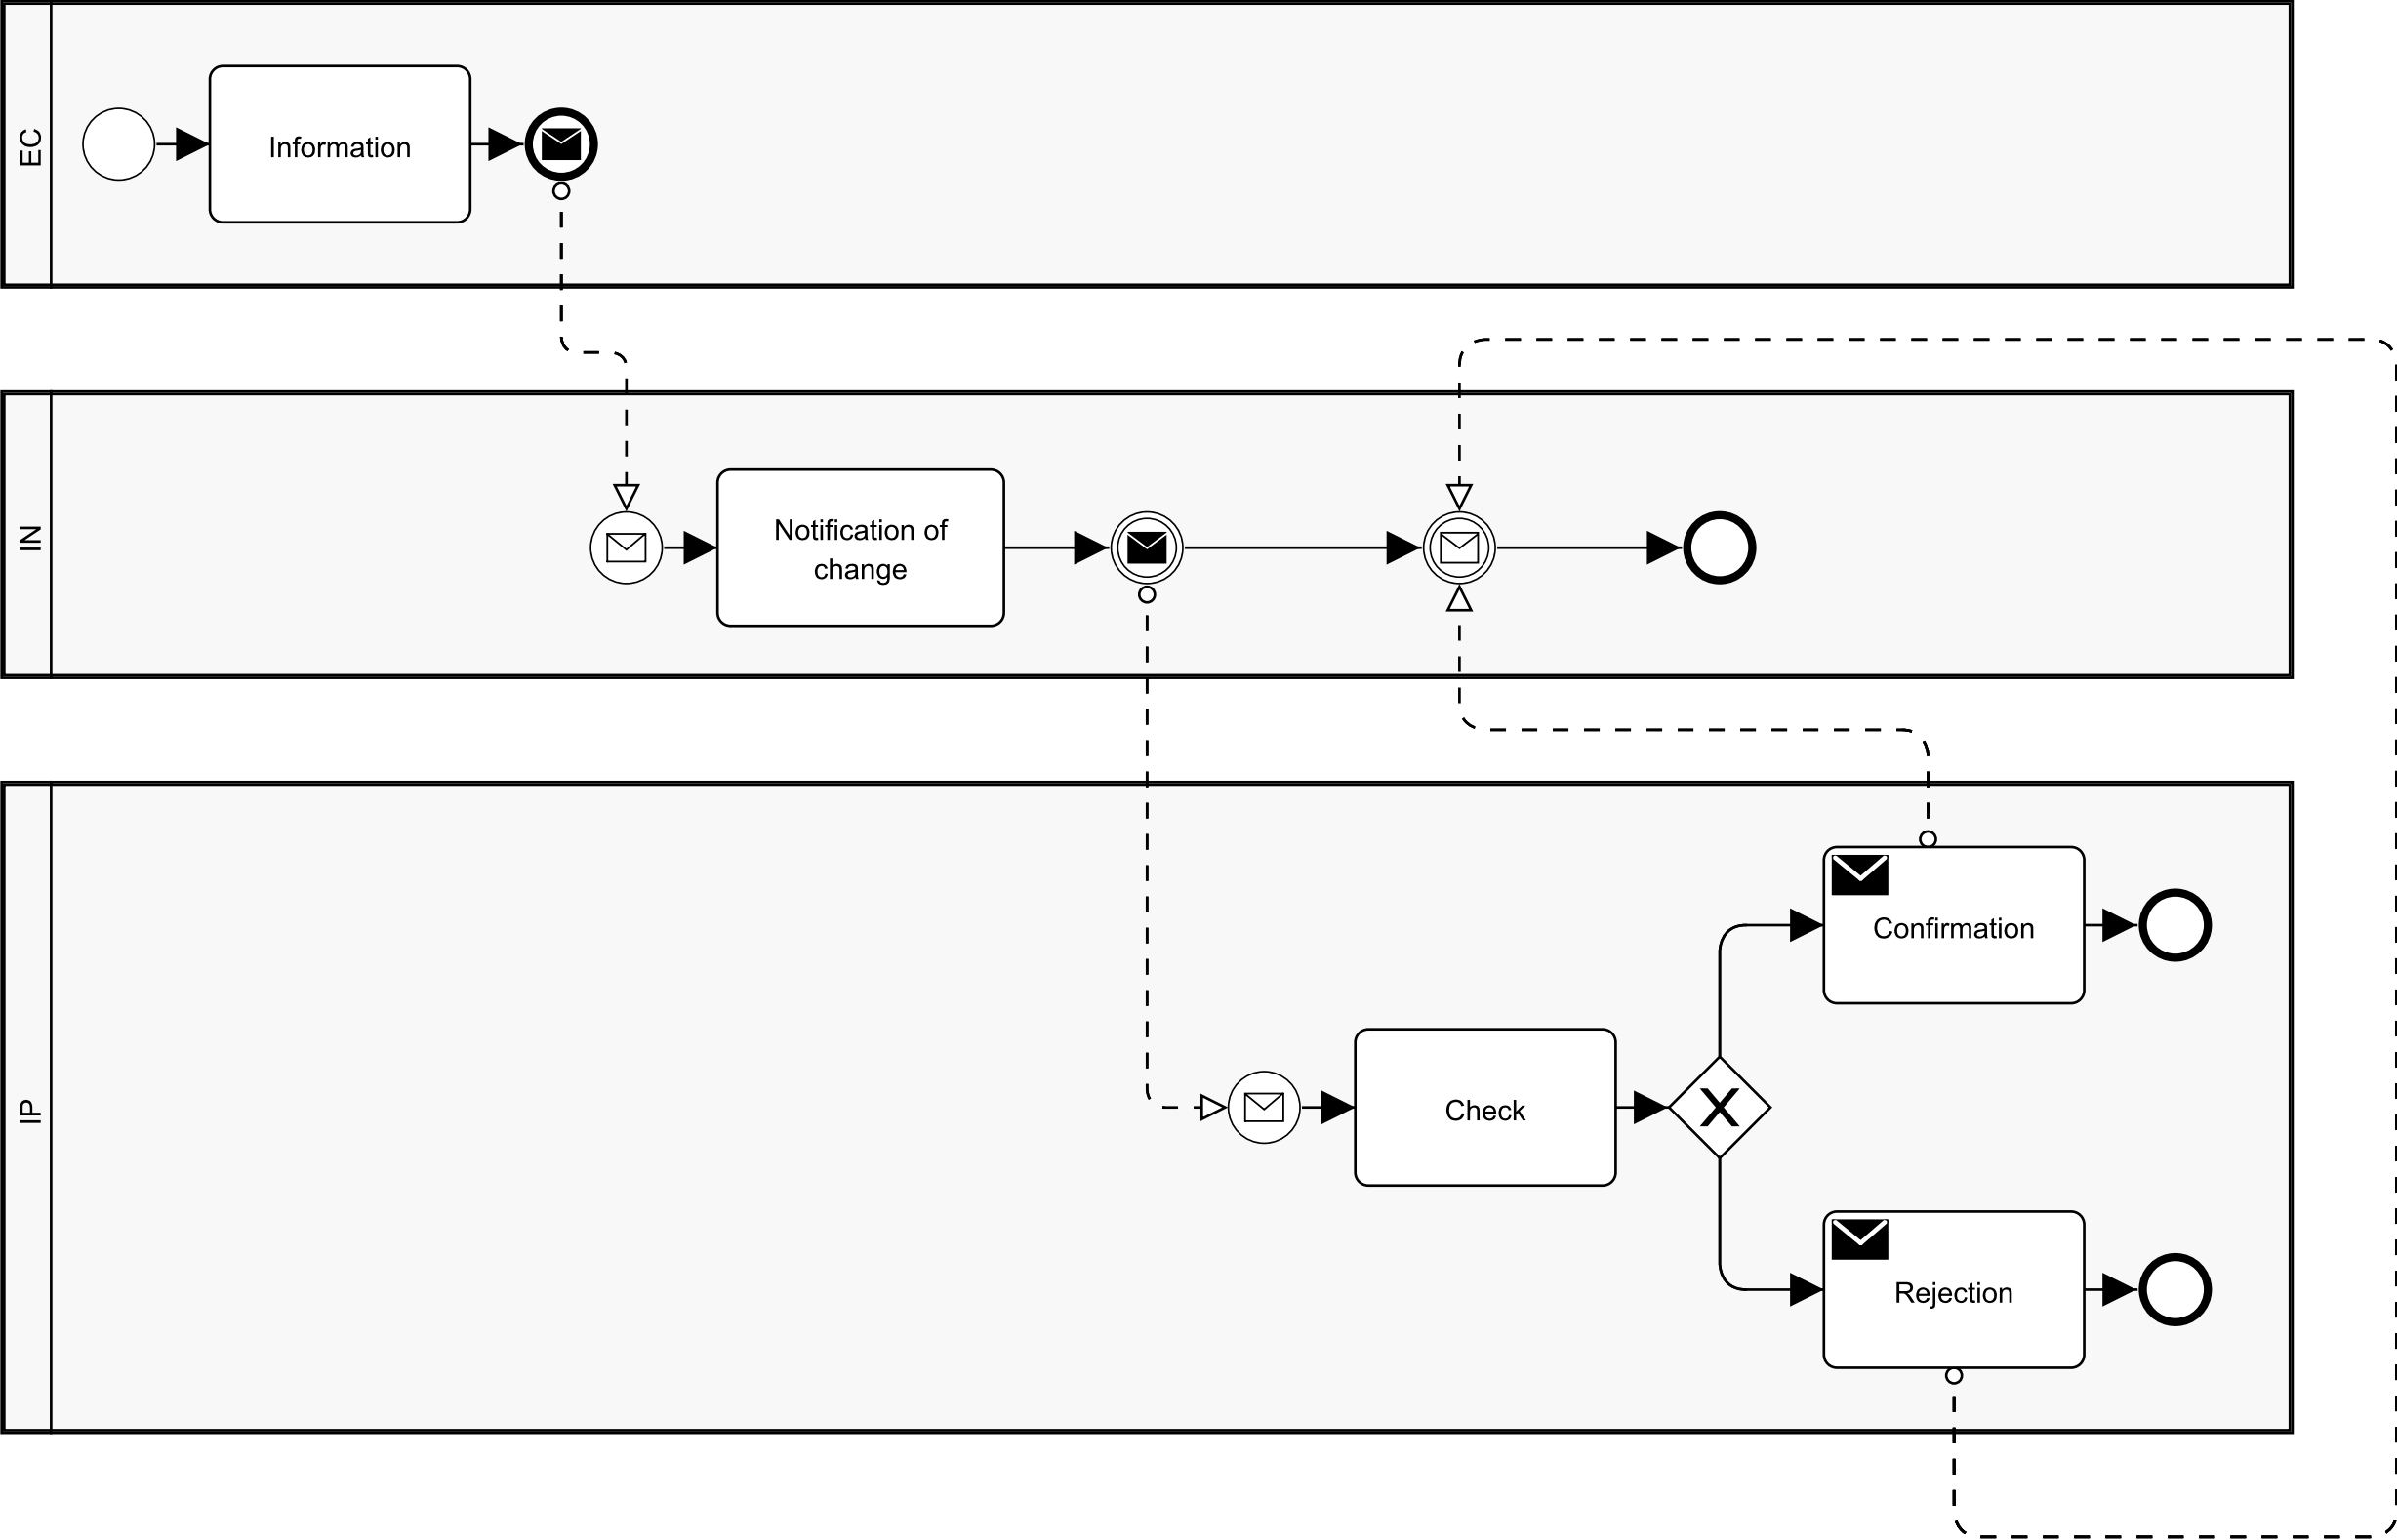 EC
Information
IN
Notification of
change
IP
Confirmation
Check
X
Rejection